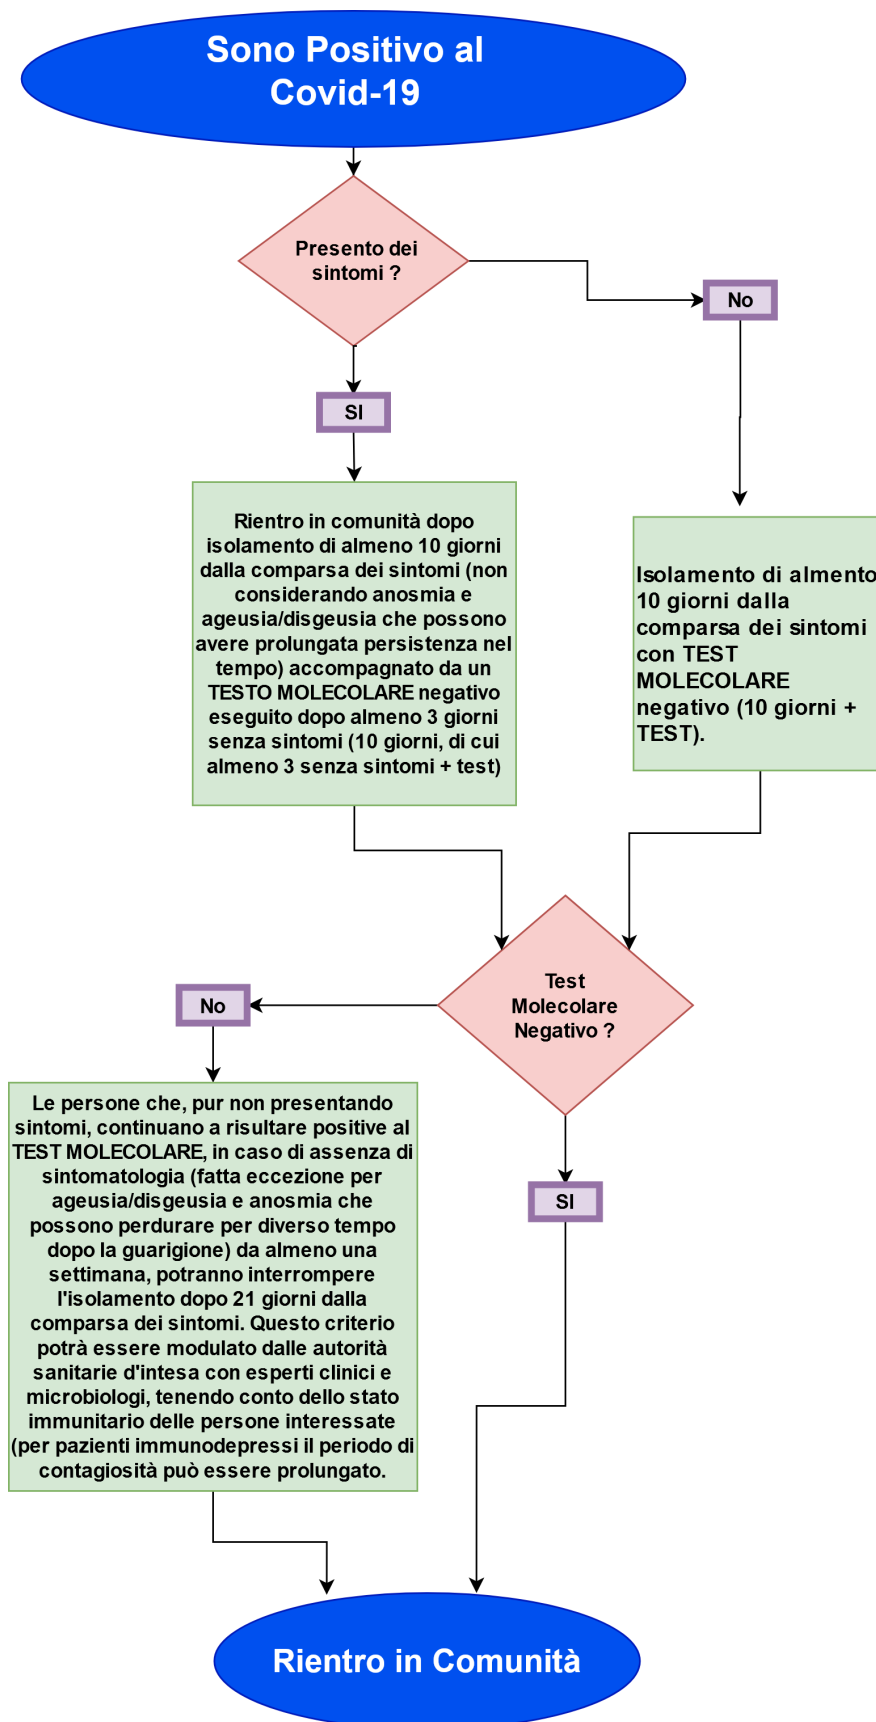 Sono Positivo al
Covid-19
Presento dei
sintomi ?
No
SI
Rientro in comunità dopo
isolamento di almeno 10 giorni
dalla comparsa dei sintomi (non
considerando anosmia e
ageusia/disgeusia che possono
avere prolungata persistenza nel
tempo) accompagnato da un
TESTO MOLECOLARE negativo
eseguito dopo almeno 3 giorni
senza sintomi (10 giorni, di cui
almeno 3 senza sintomi + test)
Isolamento di almento
10 giorni dalla
comparsa dei sintomi
con TEST
MOLECOLARE
negativo (10 giorni +
TEST).
Test
Molecolare
Negativo ?
No
SI
Le persone che, pur non presentando
sintomi, continuano a risultare positive al
TEST MOLECOLARE, in caso di assenza di
sintomatologia (fatta eccezione per
ageusia/disgeusia e anosmia che
possono perdurare per diverso tempo
dopo la guarigione) da almeno una
settimana, potranno interrompere
l'isolamento dopo 21 giorni dalla
comparsa dei sintomi. Questo criterio
potrà essere modulato dalle autorità
sanitarie d'intesa con esperti clinici e
microbiologi, tenendo conto dello stato
immunitario delle persone interessate
(per pazienti immunodepressi il periodo di
contagiosità può essere prolungato.
Rientro in Comunità